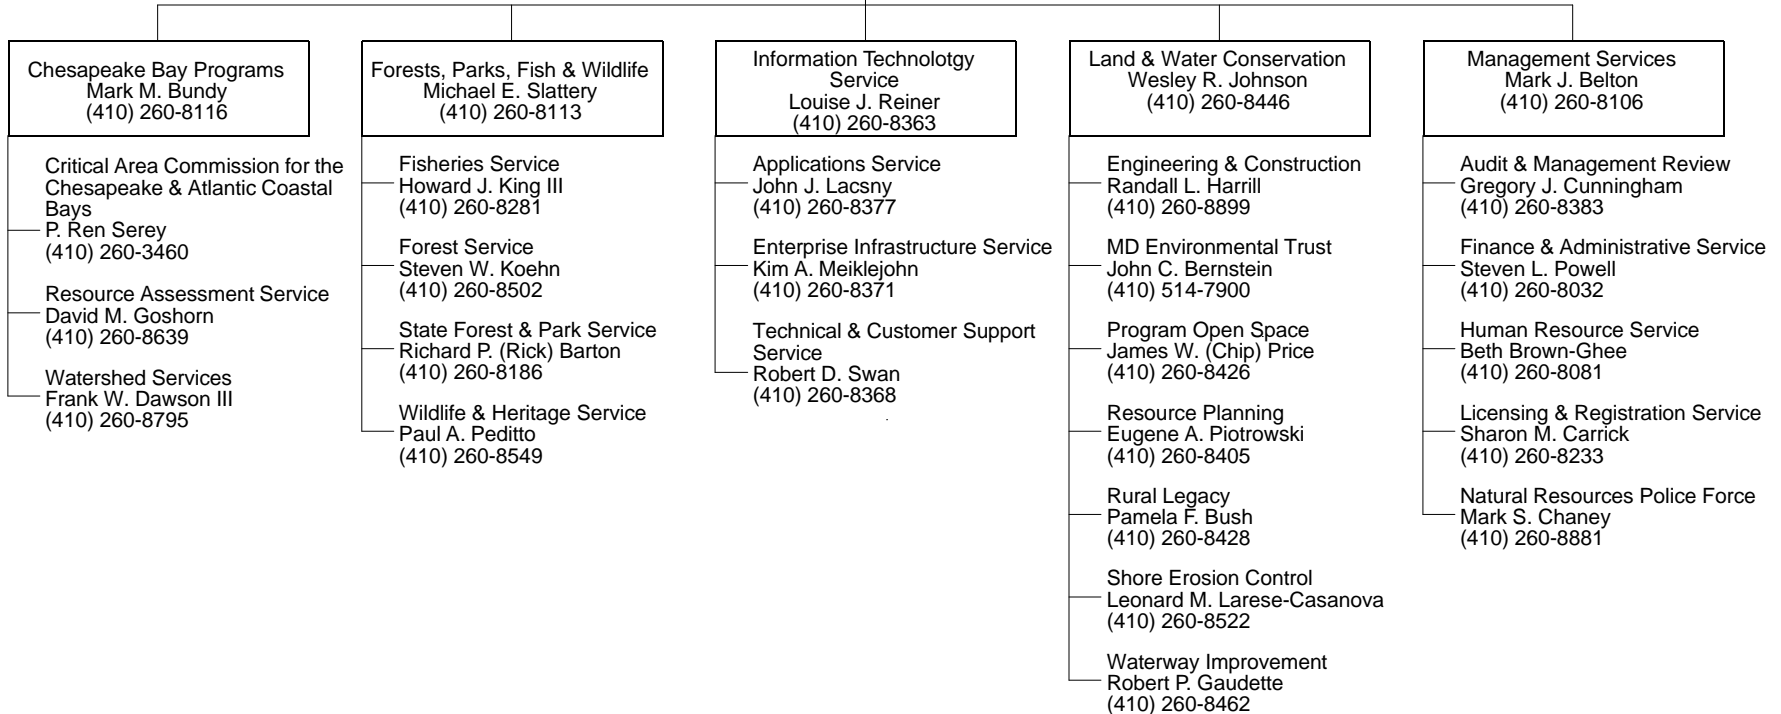 Chesapeake Bay Programs
Mark M. Bundy
(410) 260-8116
Critical Area Commission for the
Chesapeake & Atlantic Coastal
Bays
P. Ren Serey
(410) 260-3460
Resource Assessment Service
David M. Goshorn
(410) 260-8639
Watershed Services
Frank W. Dawson III
(410) 260-8795
Forests, Parks, Fish & Wildlife
Michael E. Slattery
(410) 260-8113
Fisheries Service
Howard J. King III
(410) 260-8281
Forest Service
Steven W. Koehn
(410) 260-8502
State Forest & Park Service
Richard P. (Rick) Barton
(410) 260-8186
Wildlife & Heritage Service
Paul A. Peditto
(410) 260-8549
Information Technolotgy
Service
Louise J. Reiner
(410) 260-8363
Applications Service
John J. Lacsny
(410) 260-8377
Enterprise Infrastructure Service
Kim A. Meiklejohn
(410) 260-8371
Technical & Customer Support
Service
Robert D. Swan
(410) 260-8368
Land & Water Conservation
Wesley R. Johnson
(410) 260-8446
Engineering & Construction
Randall L. Harrill
(410) 260-8899
MD Environmental Trust
John C. Bernstein
(410) 514-7900
Program Open Space
James W. (Chip) Price
(410) 260-8426
Resource Planning
Eugene A. Piotrowski
(410) 260-8405
Rural Legacy
Pamela F. Bush
(410) 260-8428
Shore Erosion Control
Leonard M. Larese-Casanova
(410) 260-8522
Waterway Improvement
Robert P. Gaudette
(410) 260-8462
Management Services
Mark J. Belton
(410) 260-8106
Audit & Management Review
Gregory J. Cunningham
(410) 260-8383
Finance & Administrative Service
Steven L. Powell
(410) 260-8032
Human Resource Service
Beth Brown-Ghee
(410) 260-8081
Licensing & Registration Service
Sharon M. Carrick
(410) 260-8233
Natural Resources Police Force
Mark S. Chaney
(410) 260-8881